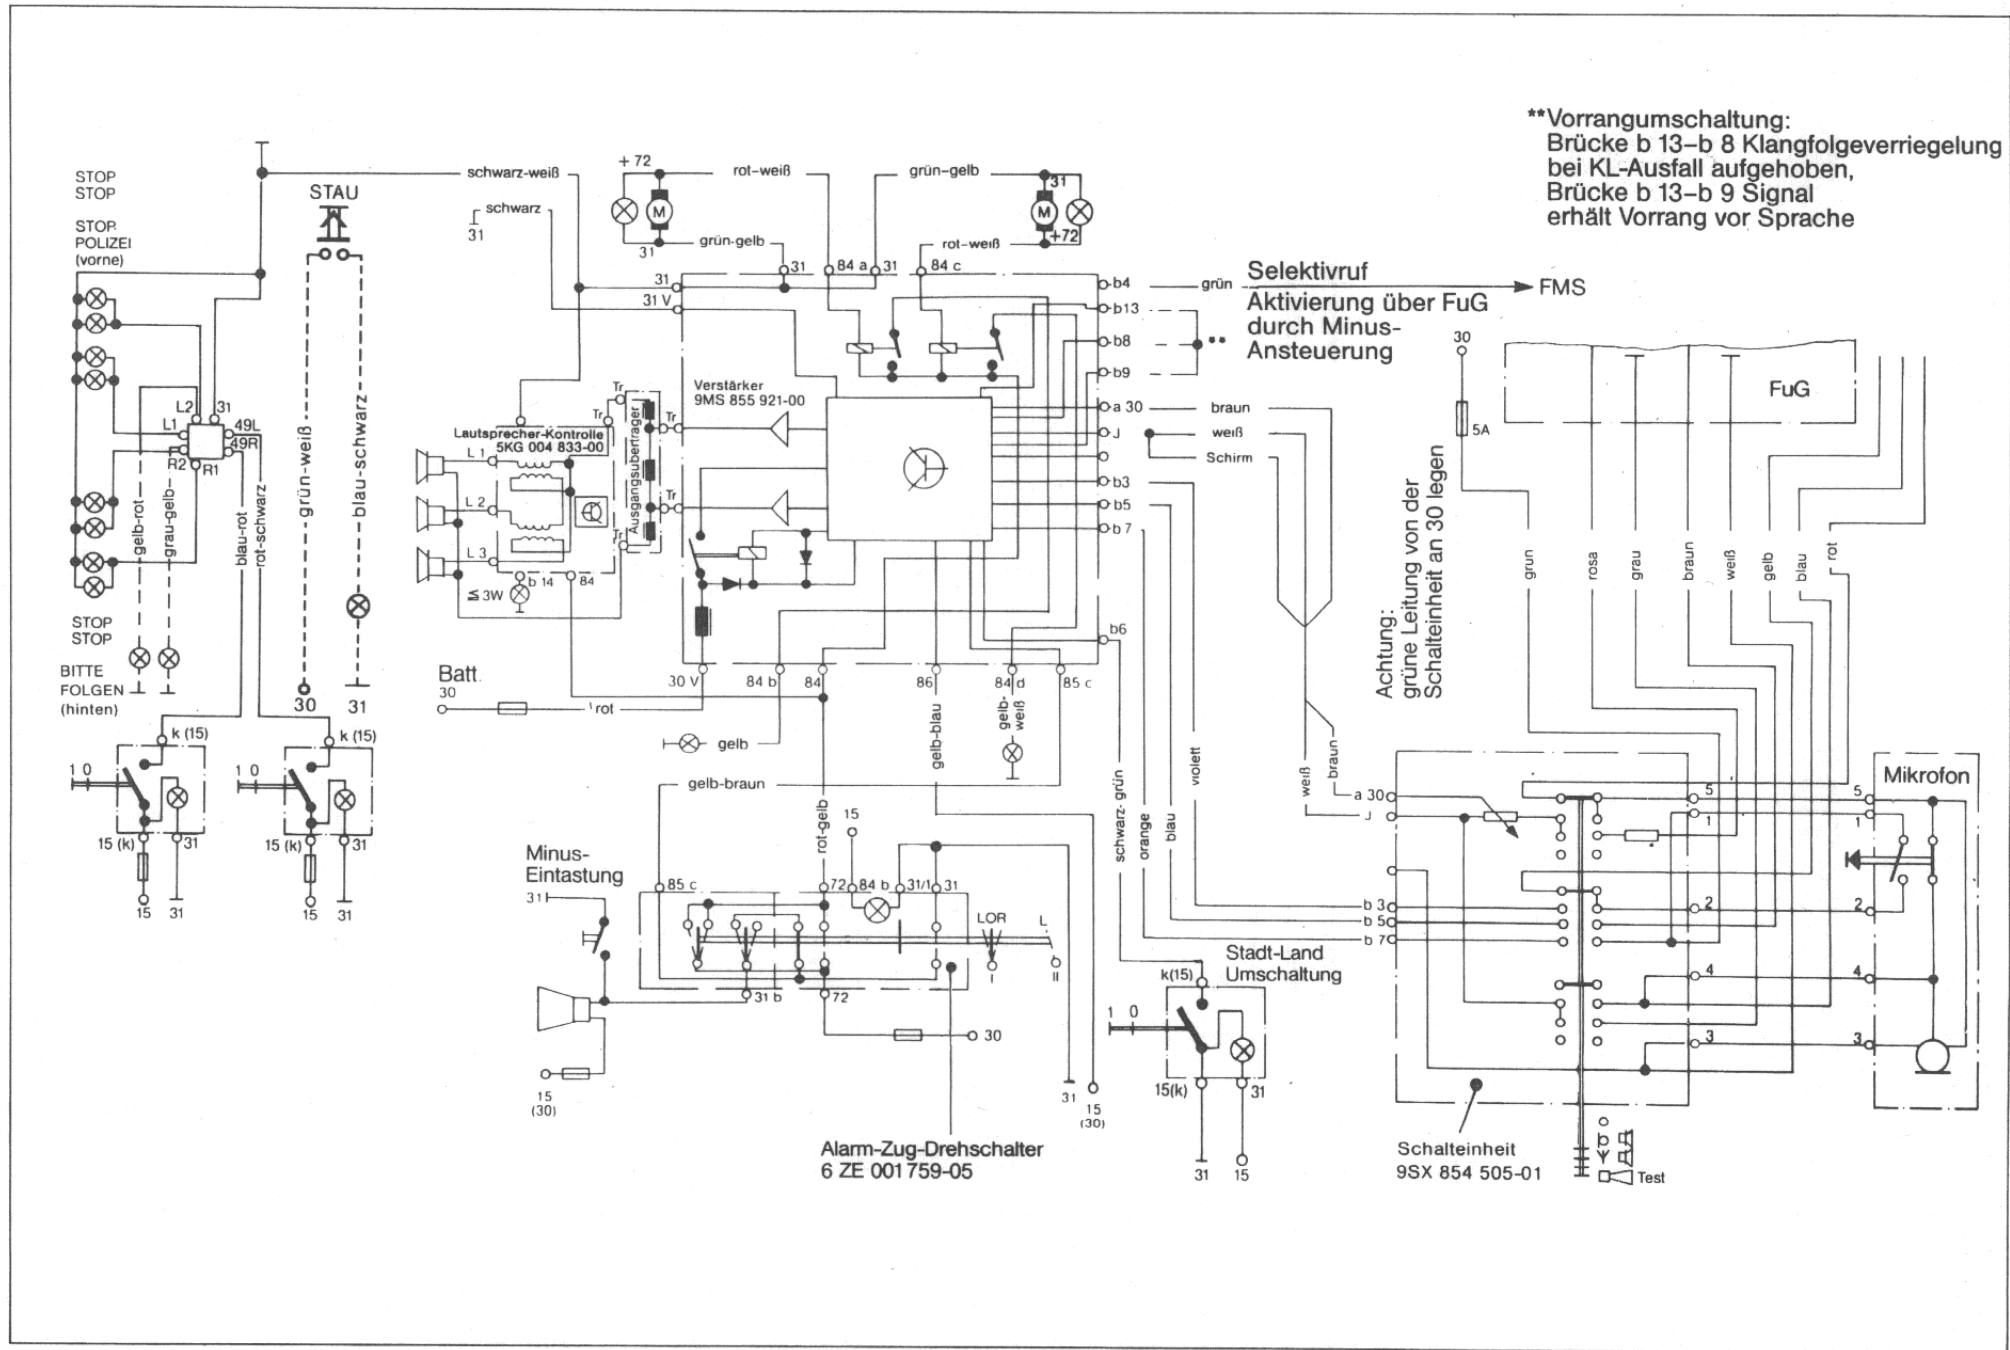 **Vorrangumschaltung:
Brücke b 13–b 8 Klangfolgeverriegelung
bei KL-Ausfall aufgehoben,
Brücke b 13–b 9 Signal
erhält Vorrang vor Sprache
STOP
STOP
STOP
POLIZEI
(vorne)
STAU
schwarz-weiß
schwarz
31
+ 72
M
31
rot–weiß
grün-gelb
grün–gelb
31
M
+72
rot–weiß
31
84 a
31
84 c
31
31 V
b4
b13
b8
b9
a 30
J
b3
b5
b 7
b6
grün
Selektivruf
FMS
Aktivierung über FuG
durch Minus-
Ansteuerung
**
Verstärker
9MS 855 921-00
Lautsprecher-Kontrolle
5KG 004 833-00
L 1
L 2
L 3
b 14
84
≦ 3W
Tr
Tr
Tr
Tr
Tr
Ausgangsübertrager
braun
weiß
Schirm
30
5A
FuG
Achtung:
grüne Leitung von der
Schalteinheit an 30 legen
grun
rosa
grau
braun
weiß
gelb
blau
rot
L2
31
L1
49L
49R
R2
R1
gelb-rot
grau-gelb
blau-rot
rot-schwarz
grün-weiß
blau-schwarz
STOP
STOP
BITTE
FOLGEN
(hinten)
30
31
k (15)
1 0
15 (k)
31
15
31
k (15)
1 0
15 (k)
31
15
31
Batt.
30
rot
30 V
84 b
84
86
84 d
85 c
gelb
gelb-blau
gelb-
weiß
gelb-braun
rot-gelb
15
Minus-
Eintastung
31
85 c
72
84 b
31/1
31
LOR
L
I
II
31 b
72
30
15
(30)
31
15
(30)
Alarm-Zug-Drehschalter
6 ZE 001 759-05
schwarz-grün
orange
blau
violett
weiß
braun
Stadt-Land
Umschaltung
k(15)
1 0
15(k)
31
31
15
a 30
J
b 3
b 5
b 7
5
1
2
4
3
Mikrofon
5
1
2
4
3
Schalteinheit
9SX 854 505-01
Test